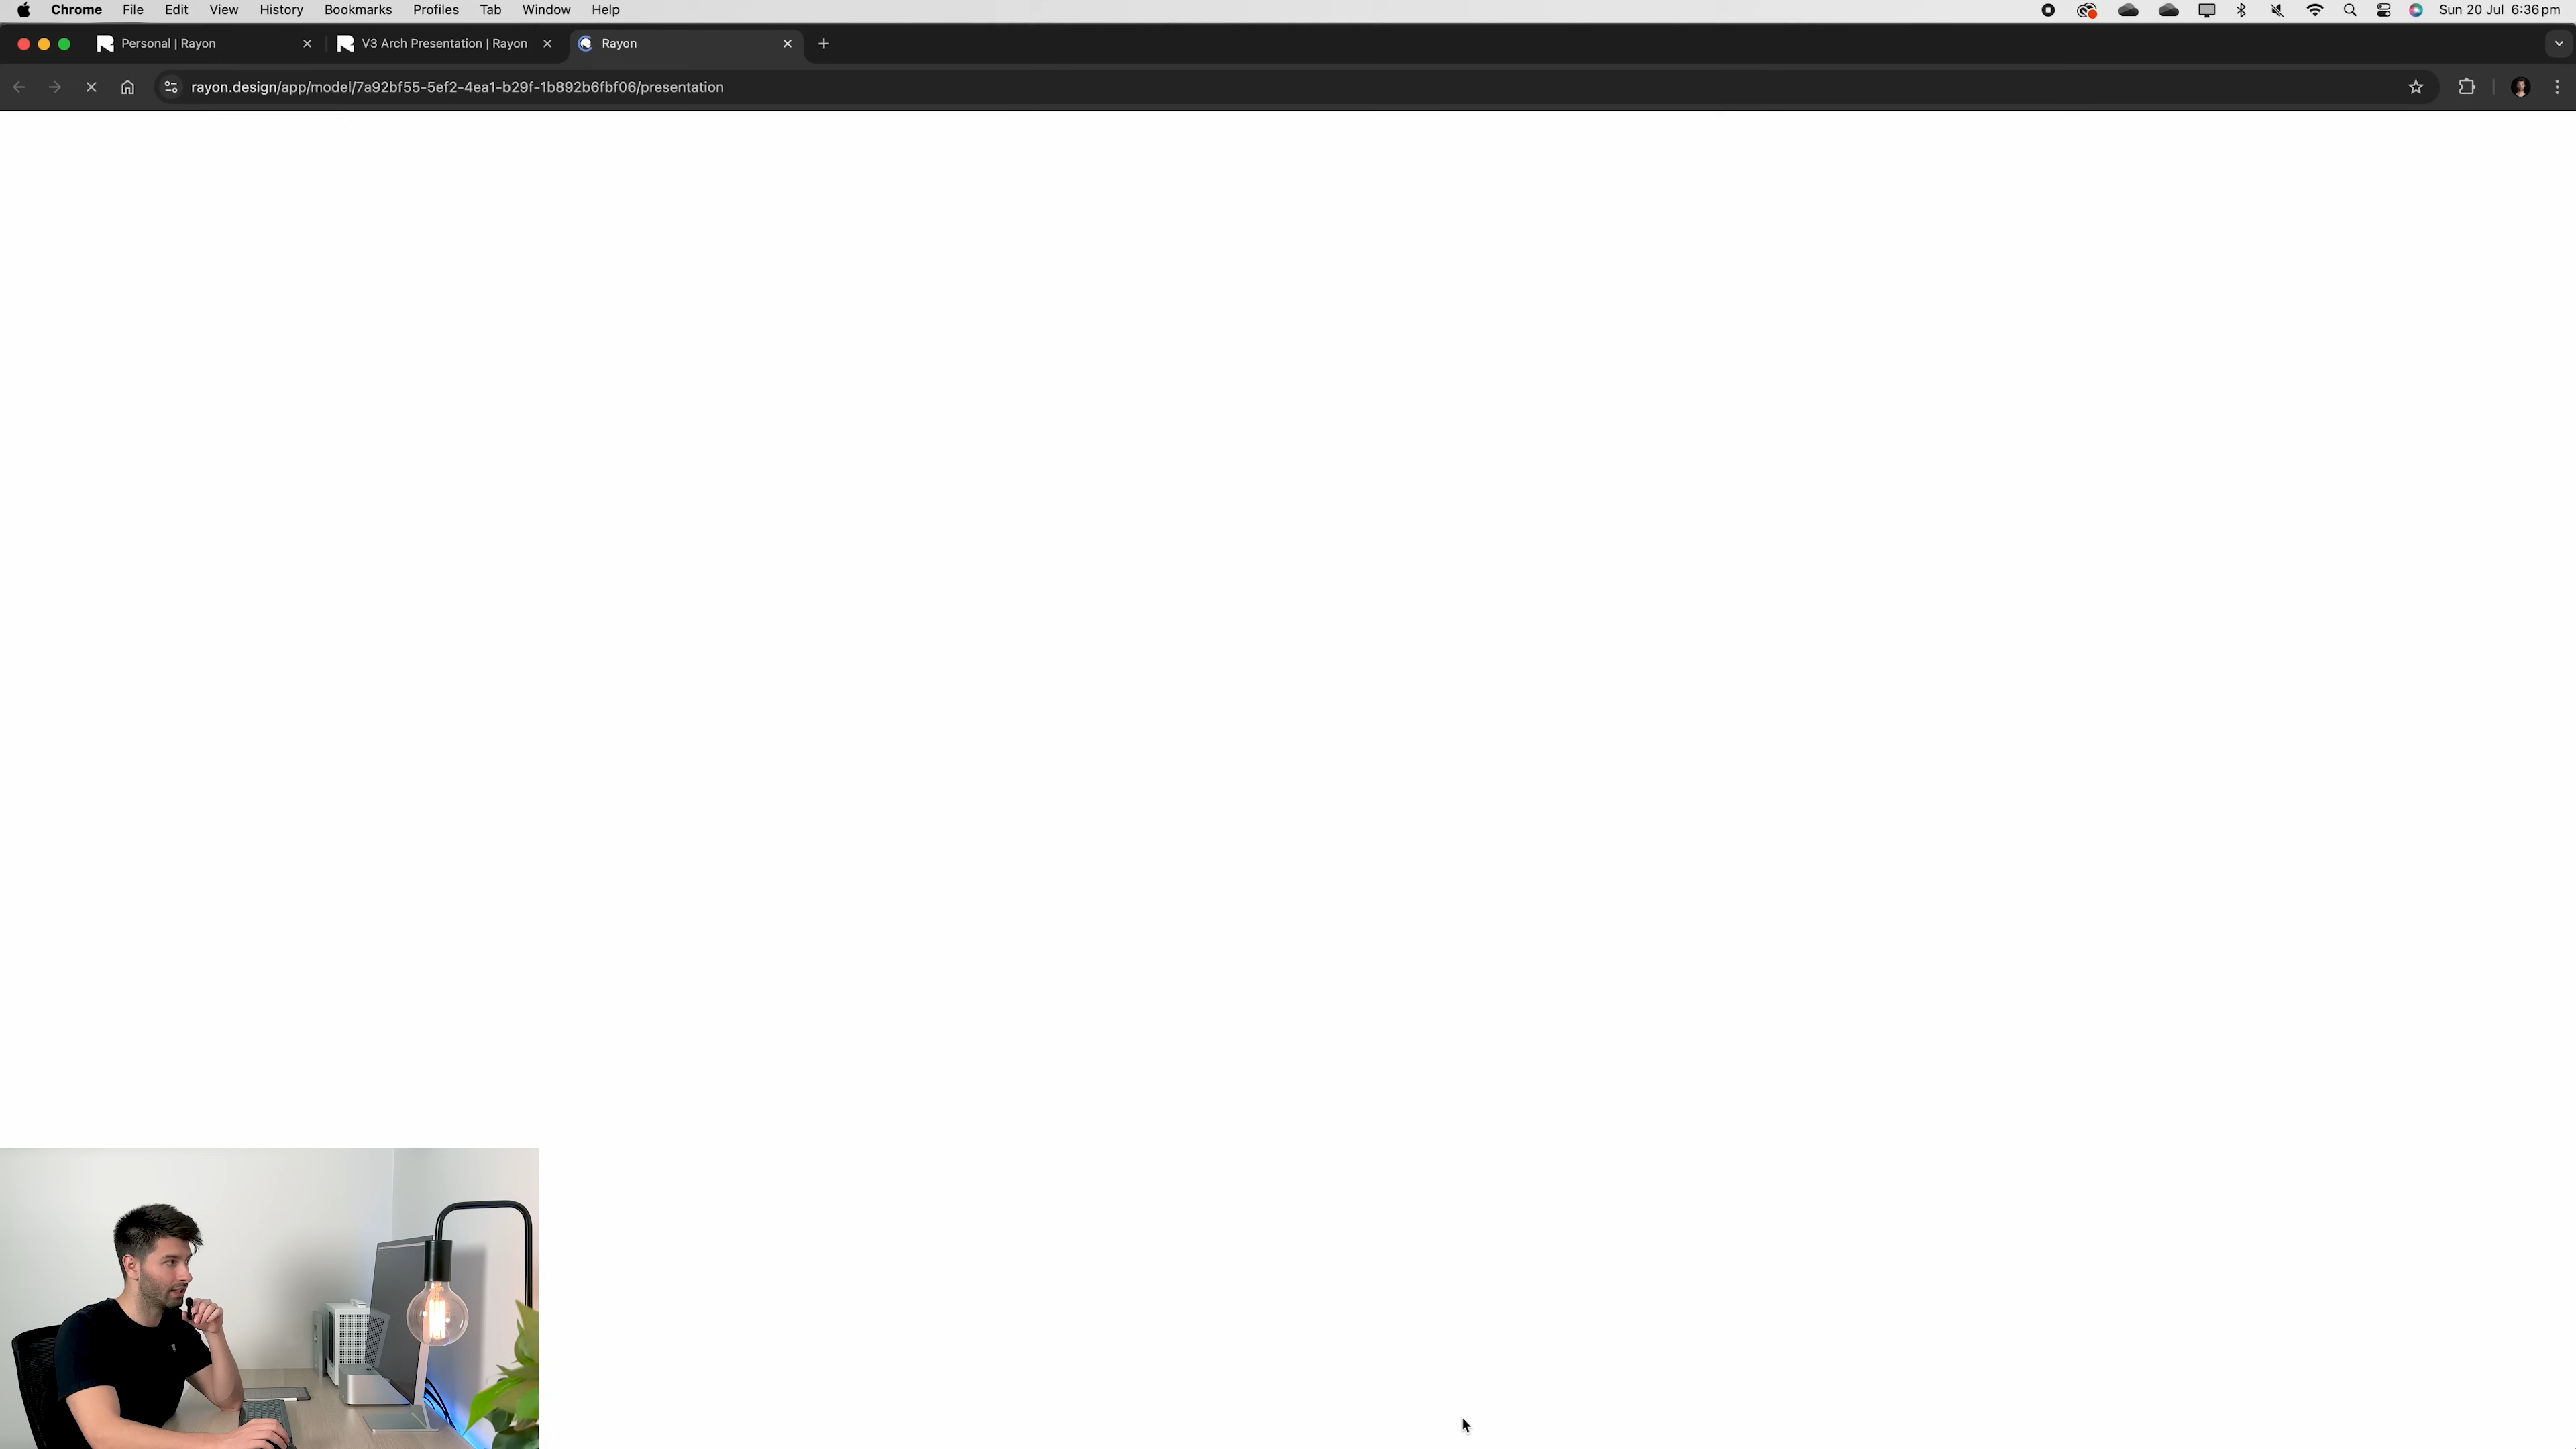 Chrome File Edit View History Bookmarks Profiles Tab Window Help Sun 20 Jul 6:36 pm
Personal | Rayon V3 Arch Presentation | Rayon Rayon
rayon.design/app/model/7a92bf55-5ef2-4ea1-b29f-1b892b6fbf06/presentation